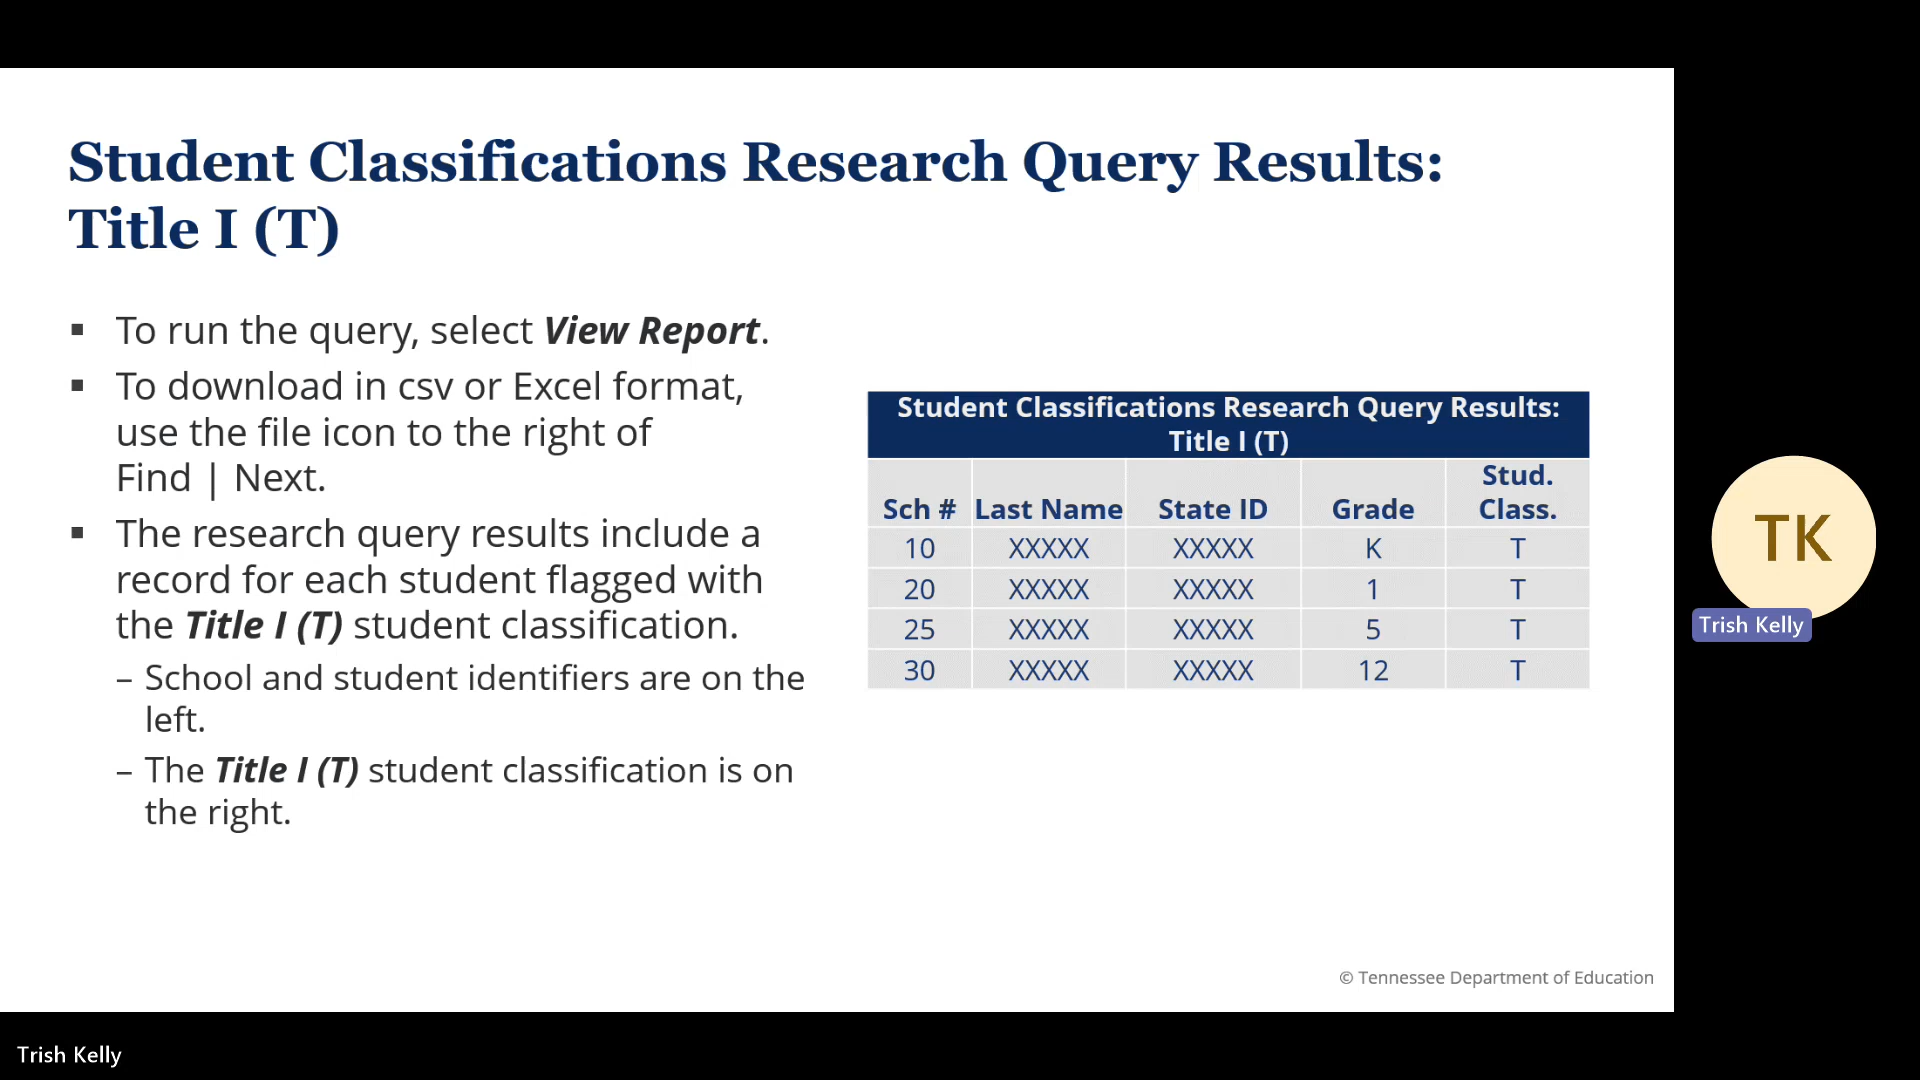 Student Classifications Research Query Results:
Title I (T)
▪ To run the query, select View Report.
▪ To download in csv or Excel format,
use the file icon to the right of
Find | Next.
▪ The research query results include a
record for each student flagged with
the Title I (T) student classification.
– School and student identifiers are on the
left.
– The Title I (T) student classification is on
the right.
Student Classifications Research Query Results:
Title I (T)
Sch # Last Name State ID Grade Stud. Class.
10 XXXXX XXXXX K T
20 XXXXX XXXXX 1 T
25 XXXXX XXXXX 5 T
30 XXXXX XXXXX 12 T
© Tennessee Department of Education
TK
Trish Kelly
Trish Kelly